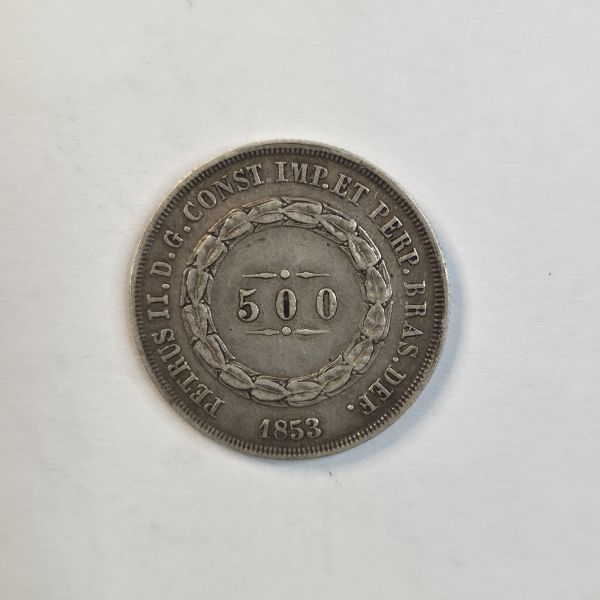 PETRUS II. D. G. CONST IMP. ET PERP. BRAS. DEF.
500
1853